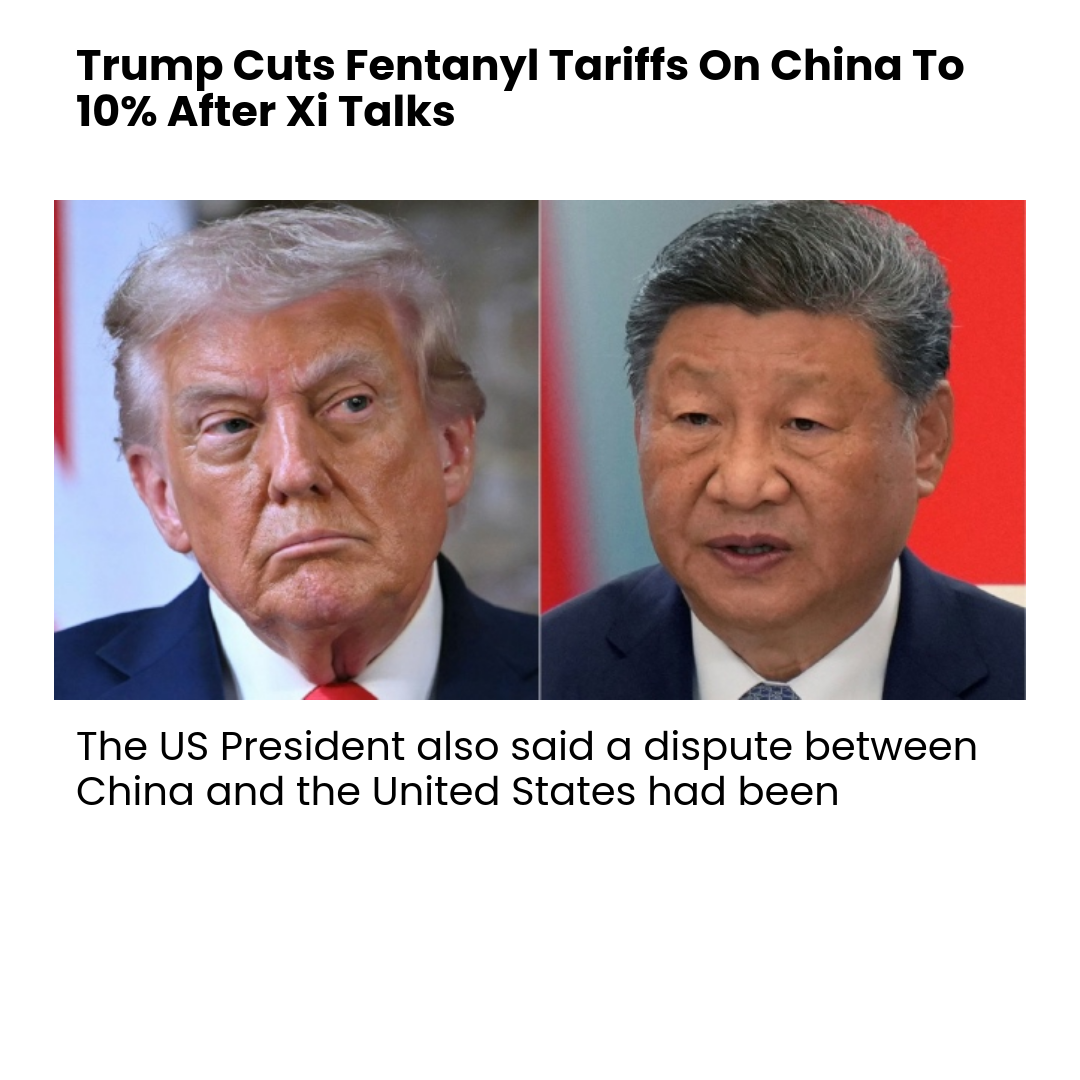 Trump Cuts Fentanyl Tariffs On China To
10% After Xi Talks
The US President also said a dispute between
China and the United States had been